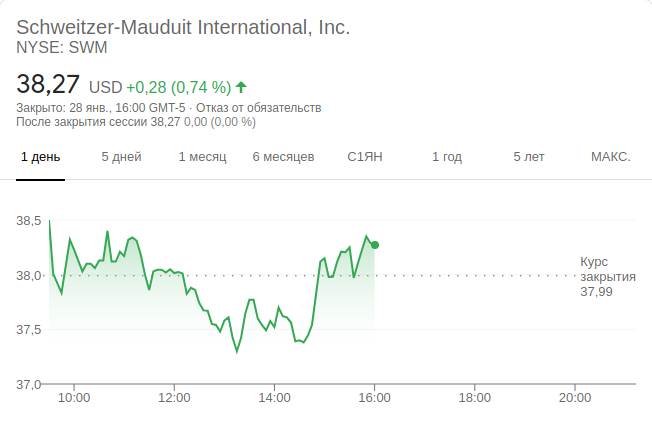 Schweitzer-Mauduit International, Inc.
NYSE: SWM
38,27 USD +0,28 (0,74 %)
Закрыто: 28 янв., 16:00 GMT-5 · Отказ от обязательств
После закрытия сессии 38,27 0,00 (0,00 %)
1 день 5 дней 1 месяц 6 месяцев С1ЯН 1 год 5 лет МАКС.
38,5
38,0
37,5
37,0
Курс
закрытия
37,99
10:00 12:00 14:00 16:00 18:00 20:00